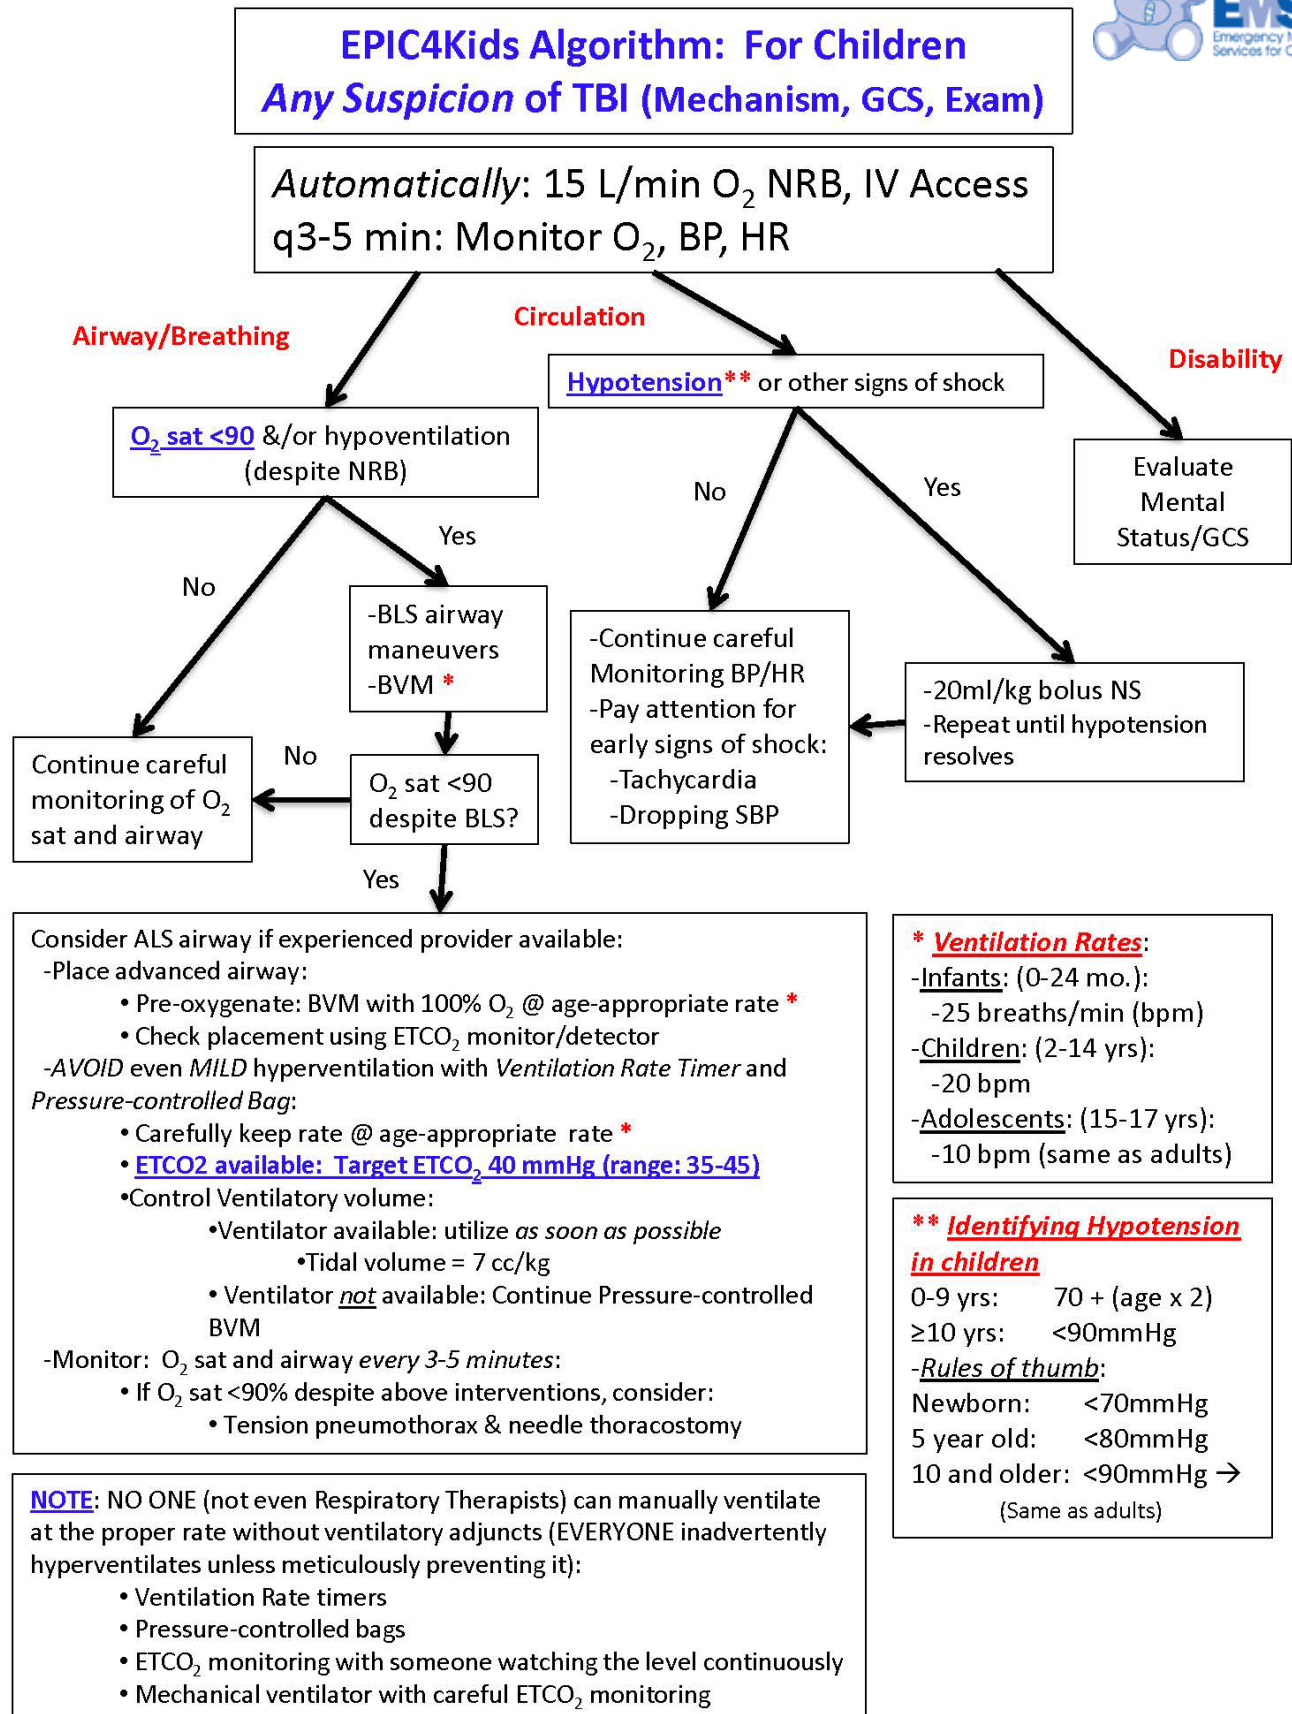 EMS
Emergency
Services for C
EPIC4Kids Algorithm: For Children
Any Suspicion of TBI (Mechanism, GCS, Exam)
Automatically: 15 L/min O₂ NRB, IV Access
q3-5 min: Monitor O₂, BP, HR
Airway/Breathing
Circulation
Disability
Hypotension** or other signs of shock
O₂ sat <90 &/or hypoventilation
(despite NRB)
Evaluate
Mental
Status/GCS
No
Yes
Yes
No
-BLS airway
maneuvers
-BVM *
-Continue careful
Monitoring BP/HR
-Pay attention for
early signs of shock:
-Tachycardia
-Dropping SBP
-20ml/kg bolus NS
-Repeat until hypotension
resolves
Continue careful
monitoring of O₂
sat and airway
No
O₂ sat <90
despite BLS?
Yes
Consider ALS airway if experienced provider available:
-Place advanced airway:
• Pre-oxygenate: BVM with 100% O₂ @ age-appropriate rate *
• Check placement using ETCO₂ monitor/detector
-AVOID even MILD hyperventilation with Ventilation Rate Timer and
Pressure-controlled Bag:
• Carefully keep rate @ age-appropriate rate *
• ETCO2 available: Target ETCO₂ 40 mmHg (range: 35-45)
•Control Ventilatory volume:
•Ventilator available: utilize as soon as possible
•Tidal volume = 7 cc/kg
• Ventilator not available: Continue Pressure-controlled
BVM
-Monitor: O₂ sat and airway every 3-5 minutes:
• If O₂ sat <90% despite above interventions, consider:
• Tension pneumothorax & needle thoracostomy
* Ventilation Rates:
-Infants: (0-24 mo.):
-25 breaths/min (bpm)
-Children: (2-14 yrs):
-20 bpm
-Adolescents: (15-17 yrs):
-10 bpm (same as adults)
** Identifying Hypotension
in children
0-9 yrs: 70 + (age x 2)
≥10 yrs: <90mmHg
-Rules of thumb:
Newborn: <70mmHg
5 year old: <80mmHg
10 and older: <90mmHg →
(Same as adults)
NOTE: NO ONE (not even Respiratory Therapists) can manually ventilate
at the proper rate without ventilatory adjuncts (EVERYONE inadvertently
hyperventilates unless meticulously preventing it):
• Ventilation Rate timers
• Pressure-controlled bags
• ETCO₂ monitoring with someone watching the level continuously
• Mechanical ventilator with careful ETCO₂ monitoring